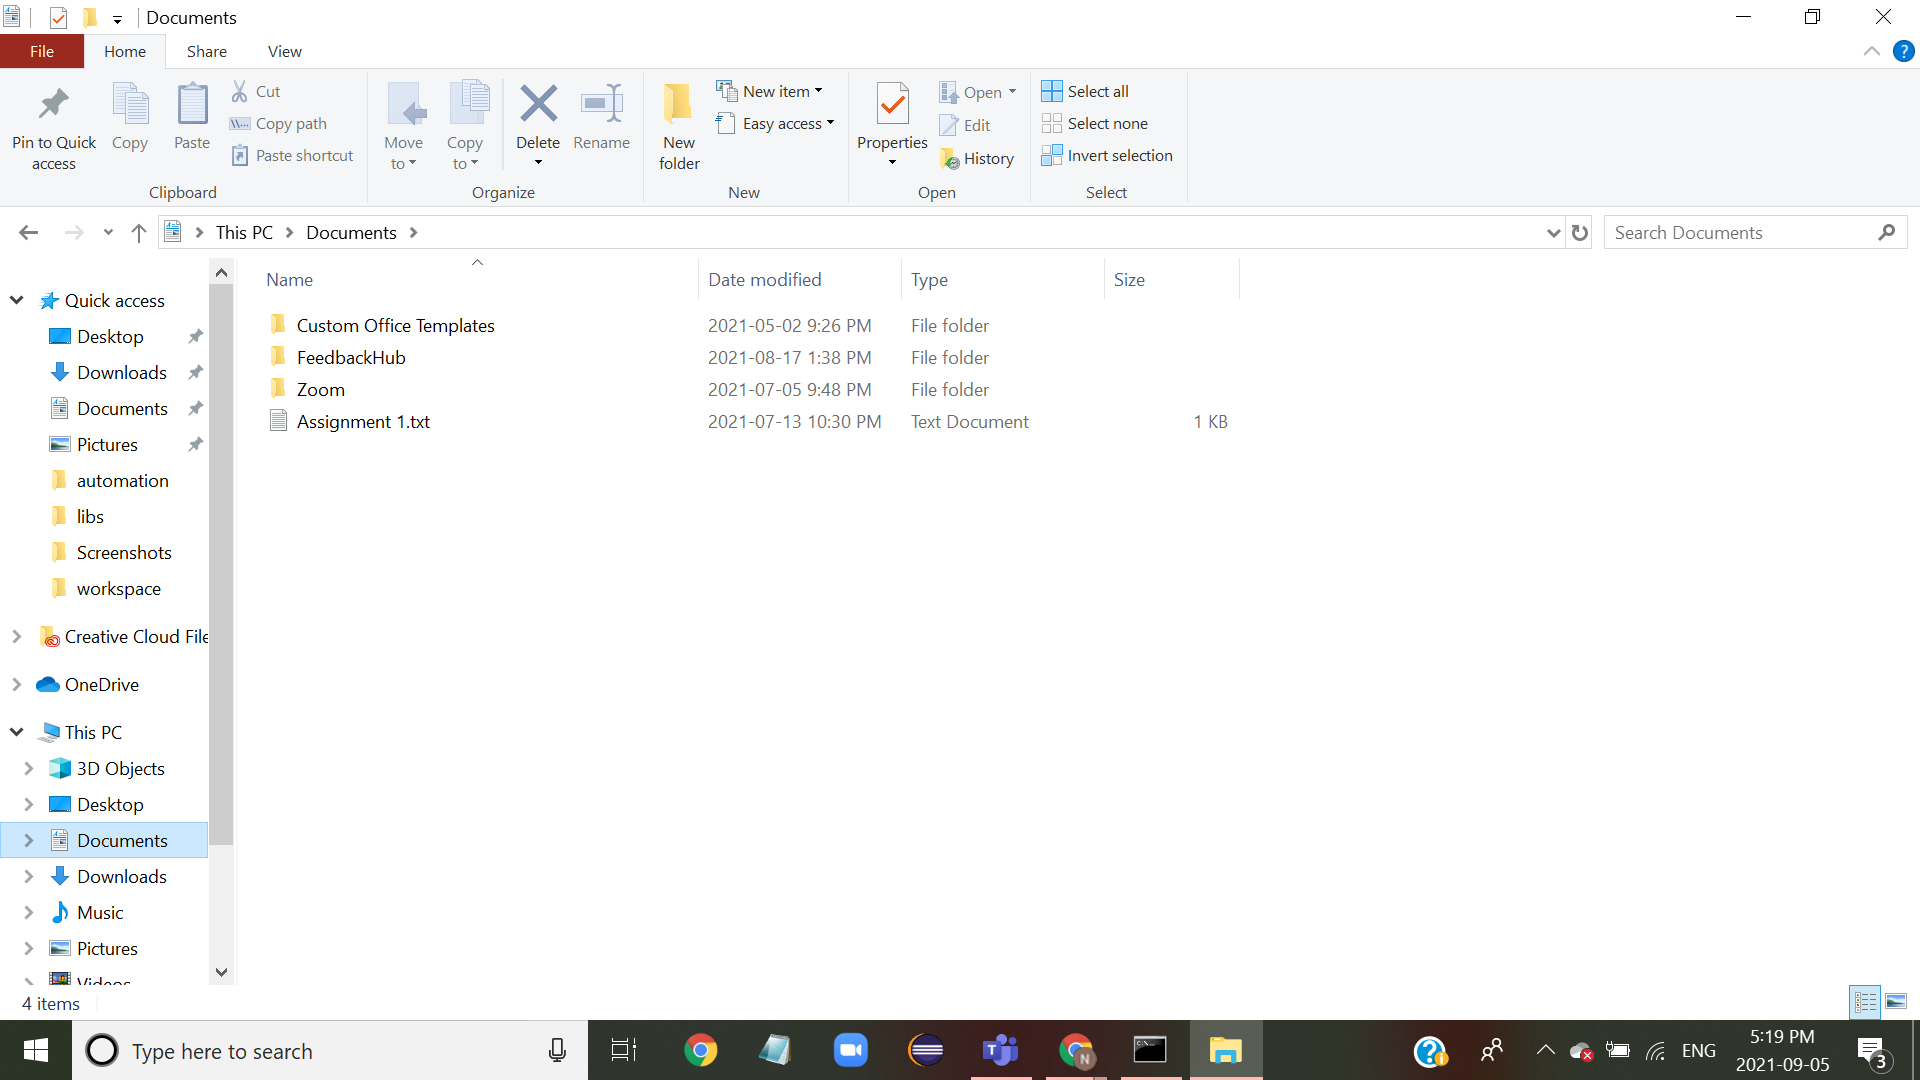 Documents
File Home Share View
?
Pin to Quick access
Copy
Paste
Cut
Copy path
Paste shortcut
Clipboard
Move to
Copy to
Delete
Rename
Organize
New folder
New item
Easy access
New
Properties
Open
Edit
History
Open
Select all
Select none
Invert selection
Select
This PC Documents
Search Documents
Name Date modified Type Size
Custom Office Templates 2021-05-02 9:26 PM File folder
FeedbackHub 2021-08-17 1:38 PM File folder
Zoom 2021-07-05 9:48 PM File folder
Assignment 1.txt 2021-07-13 10:30 PM Text Document 1 KB
Quick access
Desktop
Downloads
Documents
Pictures
automation
libs
Screenshots
workspace
Creative Cloud File
OneDrive
This PC
3D Objects
Desktop
Documents
Downloads
Music
Pictures
Videos
4 items
Type here to search
N
ENG
5:19 PM
2021-09-05
3